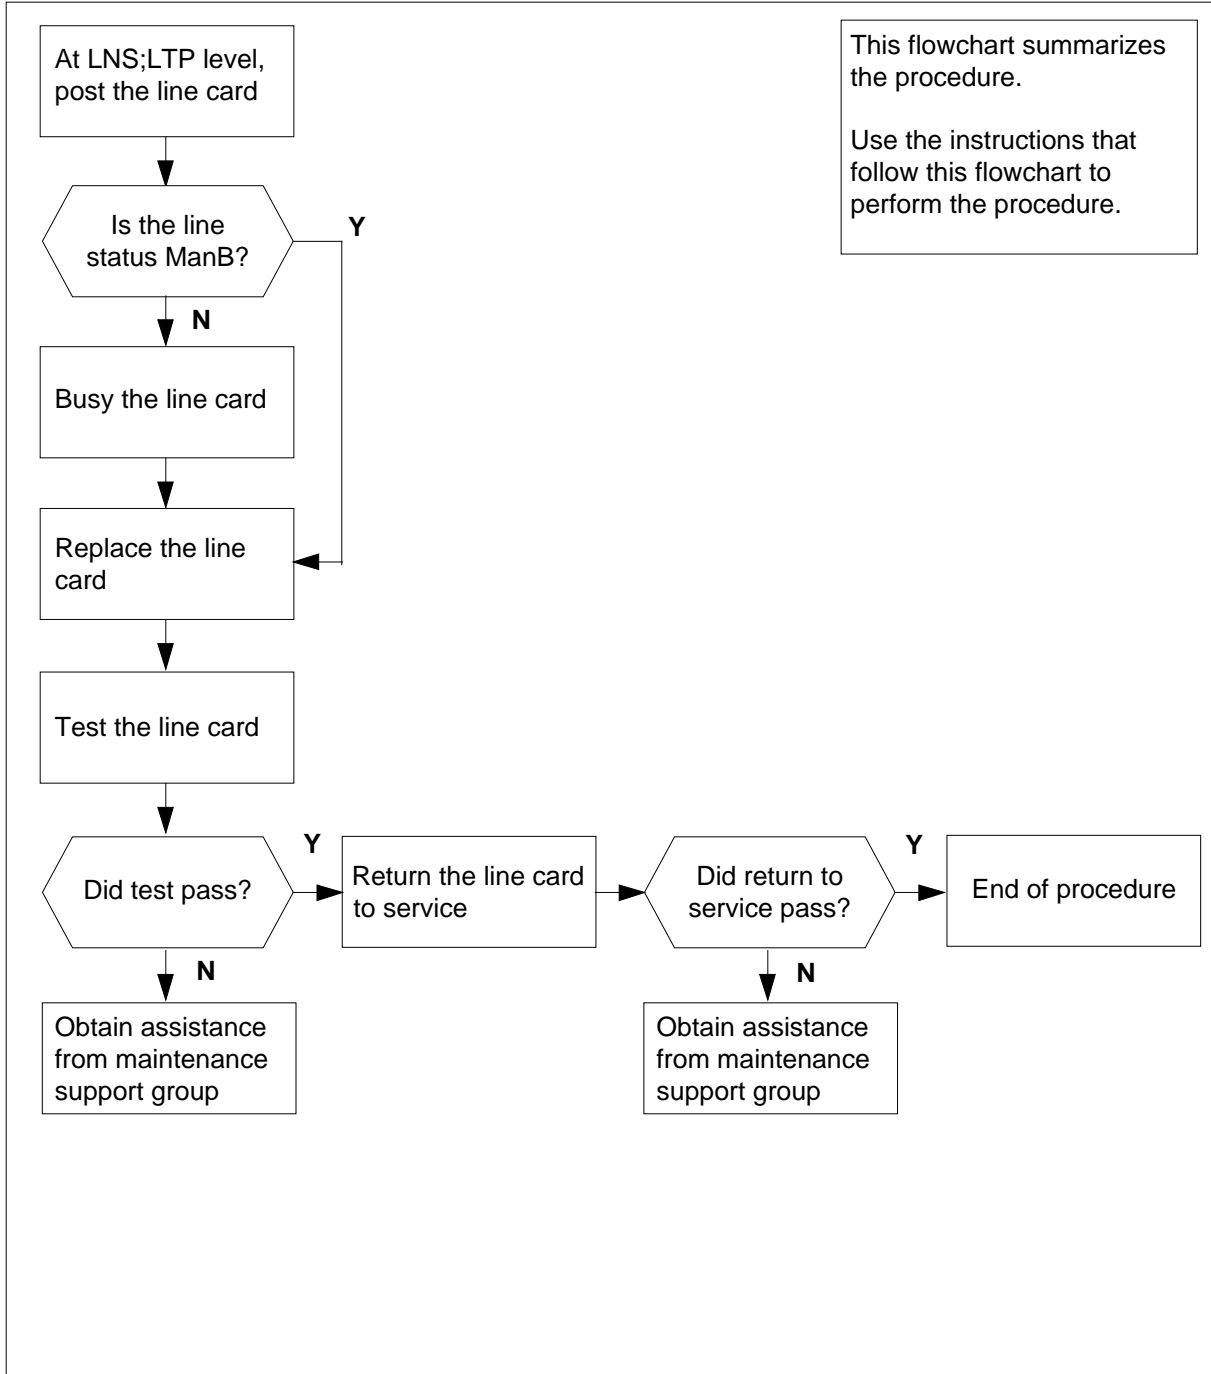 At LNS;LTP level,
post the line card
This flowchart summarizes
the procedure.
Use the instructions that
follow this flowchart to
perform the procedure.
Is the line
status ManB?
Y
N
Busy the line card
Replace the line
card
Test the line card
Did test pass?
Y
Return the line card
to service
Did return to
service pass?
Y
End of procedure
N
Obtain assistance
from maintenance
support group
N
Obtain assistance
from maintenance
support group